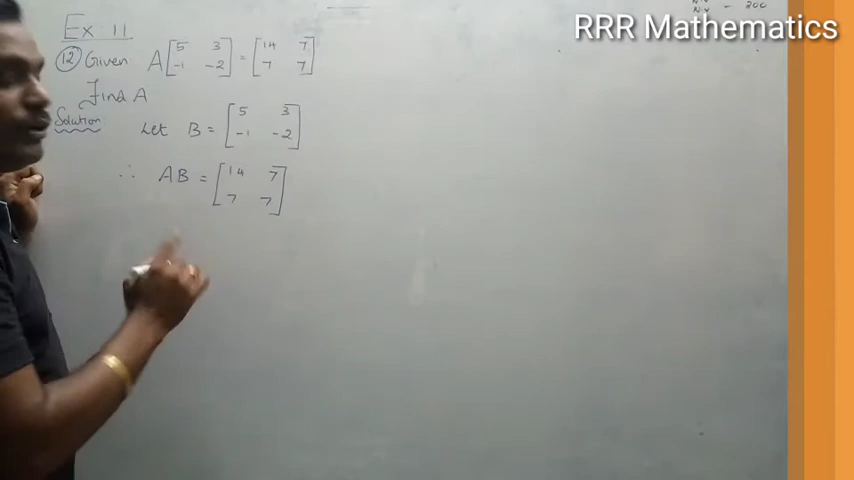 RRR Mathematics
Ex 11
12 Given A [5 3 -1 -2] = [14 7 7 7]
Find A
Solution
Let B = [5 3 -1 -2]
∴ AB = [14 7 7 7]